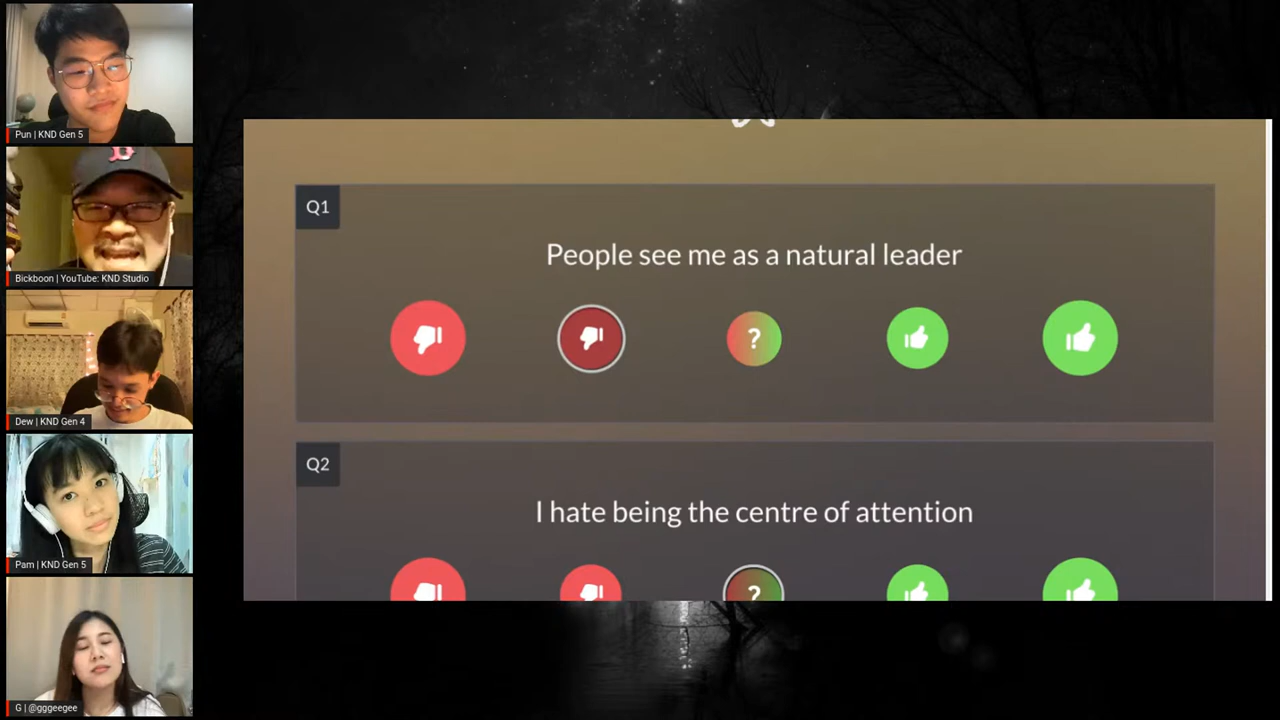 Pun | KND Gen 5
Bickboon | YouTube: KND Studio
Dew | KND Gen 4
Pam | KND Gen 5
G | @gggeegee
Q1
People see me as a natural leader
?
Q2
I hate being the centre of attention
?